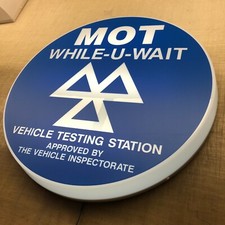 MOT
WHILE-U-WAIT
VEHICLE TESTING STATION
APPROVED BY
THE VEHICLE INSPECTORATE